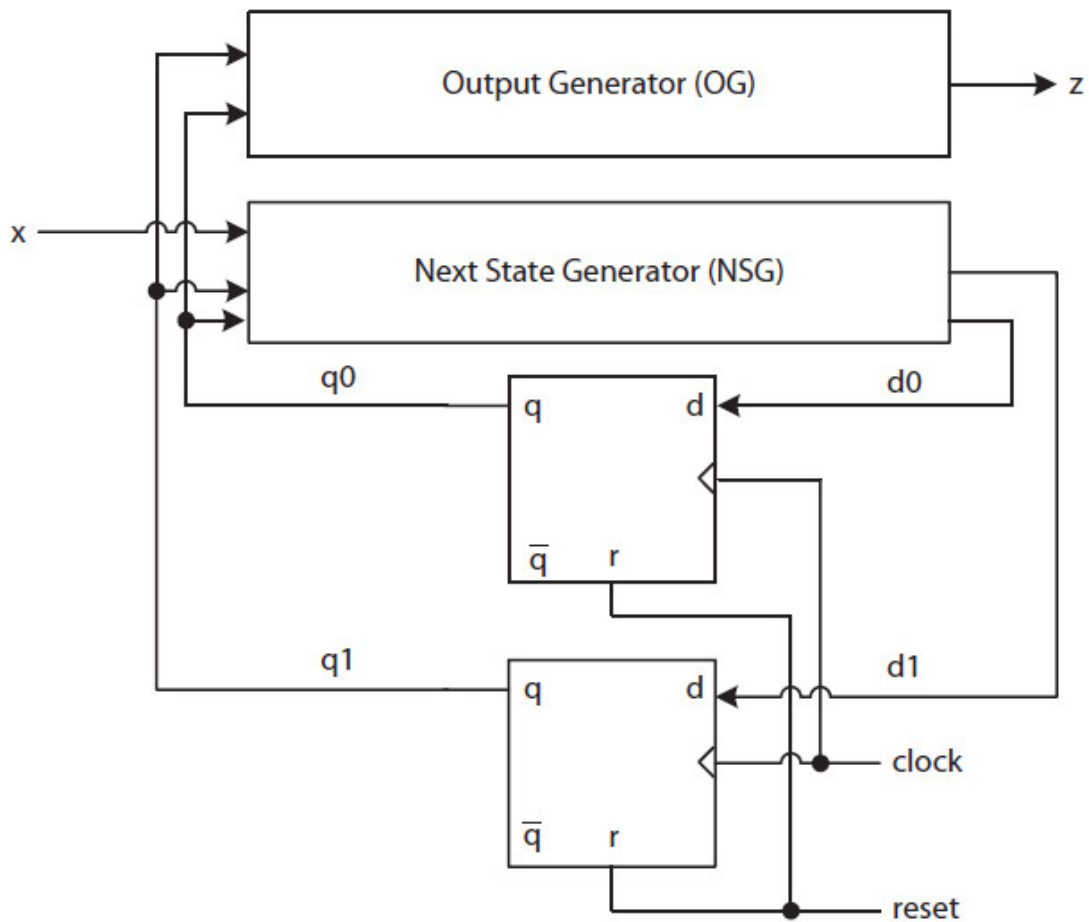 Output Generator (OG)
z
x
Next State Generator (NSG)
q0
d0
q
d
q̅
r
q1
d1
q
d
clock
q̅
r
reset